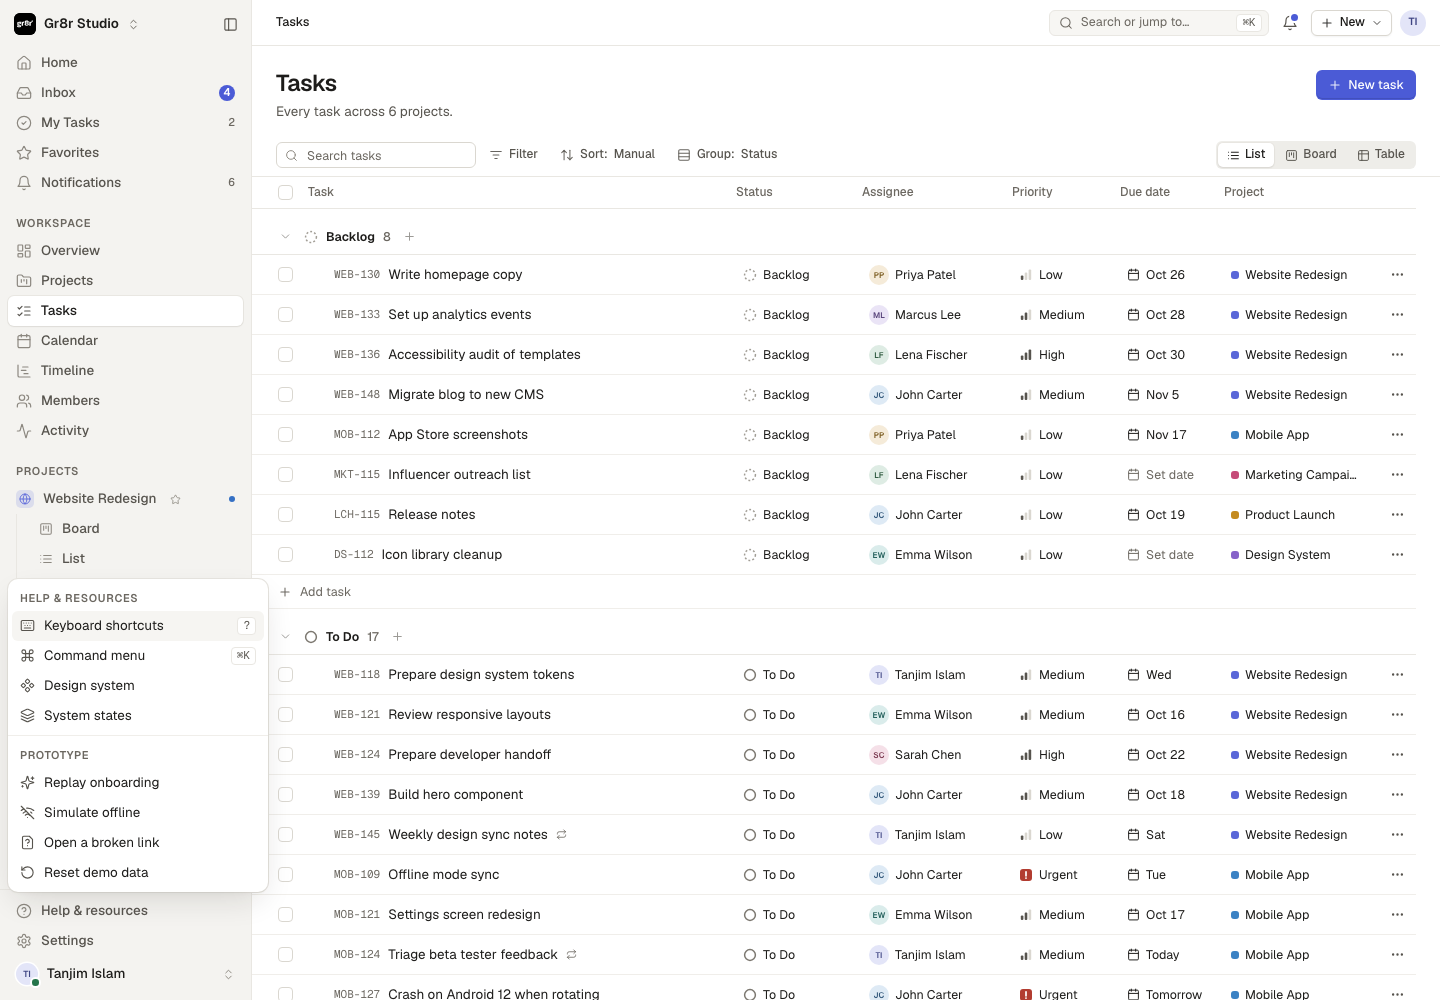 gr8r Gr8r Studio
Home
Inbox 4
My Tasks 2
Favorites
Notifications 6
WORKSPACE
Overview
Projects
Tasks
Calendar
Timeline
Members
Activity
PROJECTS
Website Redesign
Board
List
HELP & RESOURCES
Keyboard shortcuts ?
Command menu ⌘K
Design system
System states
PROTOTYPE
Replay onboarding
Simulate offline
Open a broken link
Reset demo data
Help & resources
Settings
TI Tanjim Islam
Tasks Search or jump to... ⌘K New TI
Tasks
Every task across 6 projects.
New task
Search tasks Filter Sort: Manual Group: Status List Board Table
Task Status Assignee Priority Due date Project
Backlog 8
WEB-130 Write homepage copy Backlog PP Priya Patel Low Oct 26 Website Redesign
WEB-133 Set up analytics events Backlog ML Marcus Lee Medium Oct 28 Website Redesign
WEB-136 Accessibility audit of templates Backlog LF Lena Fischer High Oct 30 Website Redesign
WEB-148 Migrate blog to new CMS Backlog JC John Carter Medium Nov 5 Website Redesign
MOB-112 App Store screenshots Backlog PP Priya Patel Low Nov 17 Mobile App
MKT-115 Influencer outreach list Backlog LF Lena Fischer Low Set date Marketing Campai...
LCH-115 Release notes Backlog JC John Carter Low Oct 19 Product Launch
DS-112 Icon library cleanup Backlog EW Emma Wilson Low Set date Design System
Add task
To Do 17
WEB-118 Prepare design system tokens To Do TI Tanjim Islam Medium Wed Website Redesign
WEB-121 Review responsive layouts To Do EW Emma Wilson Medium Oct 16 Website Redesign
WEB-124 Prepare developer handoff To Do SC Sarah Chen High Oct 22 Website Redesign
WEB-139 Build hero component To Do JC John Carter Medium Oct 18 Website Redesign
WEB-145 Weekly design sync notes To Do TI Tanjim Islam Low Sat Website Redesign
MOB-109 Offline mode sync To Do JC John Carter Urgent Tue Mobile App
MOB-121 Settings screen redesign To Do EW Emma Wilson Medium Oct 17 Mobile App
MOB-124 Triage beta tester feedback To Do TI Tanjim Islam Medium Today Mobile App
MOB-127 Crash on Android 12 when rotating To Do JC John Carter Urgent Tomorrow Mobile App